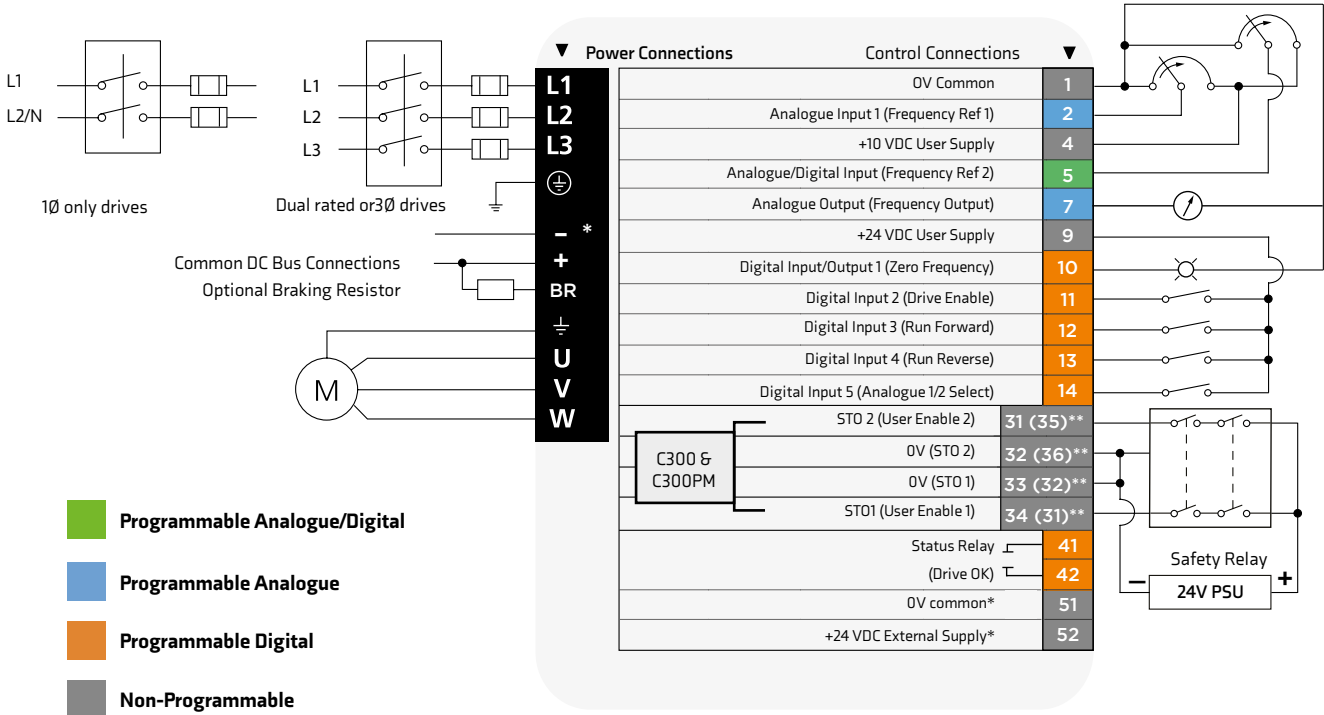 L1
L2/N
1Ø only drives
L1
L2
L3
Dual rated or3Ø drives
Common DC Bus Connections
Optional Braking Resistor
M
▼ Power Connections
L1
L2
L3
– *
+
BR
U
V
W
Control Connections ▼
0V Common 1
Analogue Input 1 (Frequency Ref 1) 2
+10 VDC User Supply 4
Analogue/Digital Input (Frequency Ref 2) 5
Analogue Output (Frequency Output) 7
+24 VDC User Supply 9
Digital Input/Output 1 (Zero Frequency) 10
Digital Input 2 (Drive Enable) 11
Digital Input 3 (Run Forward) 12
Digital Input 4 (Run Reverse) 13
Digital Input 5 (Analogue 1/2 Select) 14
C300 &
C300PM
STO 2 (User Enable 2) 31 (35)**
0V (STO 2) 32 (36)**
0V (STO 1) 33 (32)**
STO1 (User Enable 1) 34 (31)**
Status Relay 41
(Drive OK) 42
0V common* 51
+24 VDC External Supply* 52
Safety Relay
– 24V PSU +
Programmable Analogue/Digital
Programmable Analogue
Programmable Digital
Non-Programmable